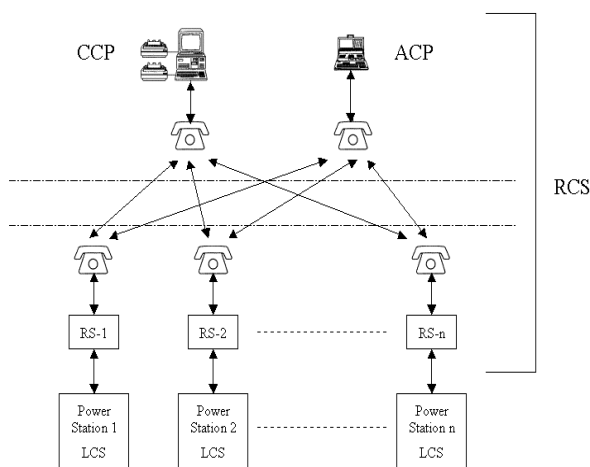 CCP
ACP
RCS
RS-1
RS-2
RS-n
Power
Station 1
LCS
Power
Station 2
LCS
Power
Station n
LCS